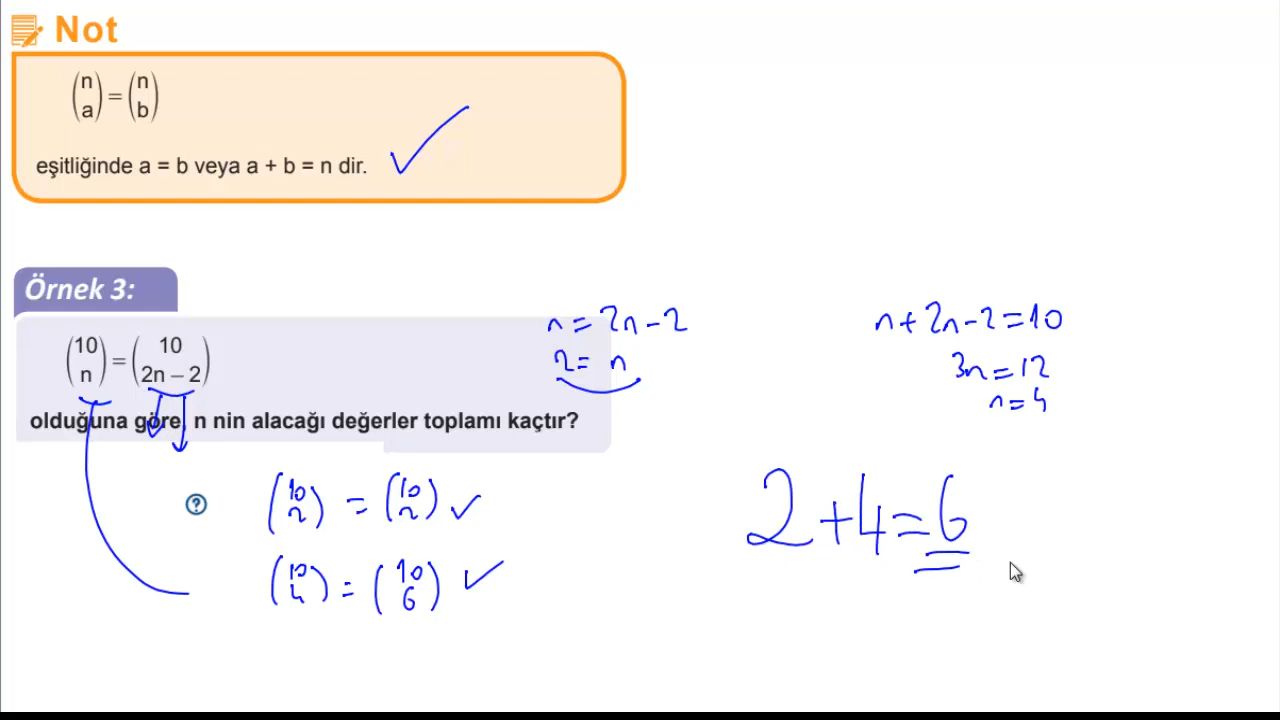 Not
(n a) = (n b)
eşitliğinde a = b veya a + b = n dir.
Örnek 3:
(10 n) = (10 2n – 2)
olduğuna göre, n nin alacağı değerler toplamı kaçtır?
n = 2n – 2
2 = n
n + 2n – 2 = 10
3n = 12
n = 4
?
(10 2) = (10 2)
(10 4) = (10 6)
2 + 4 = 6